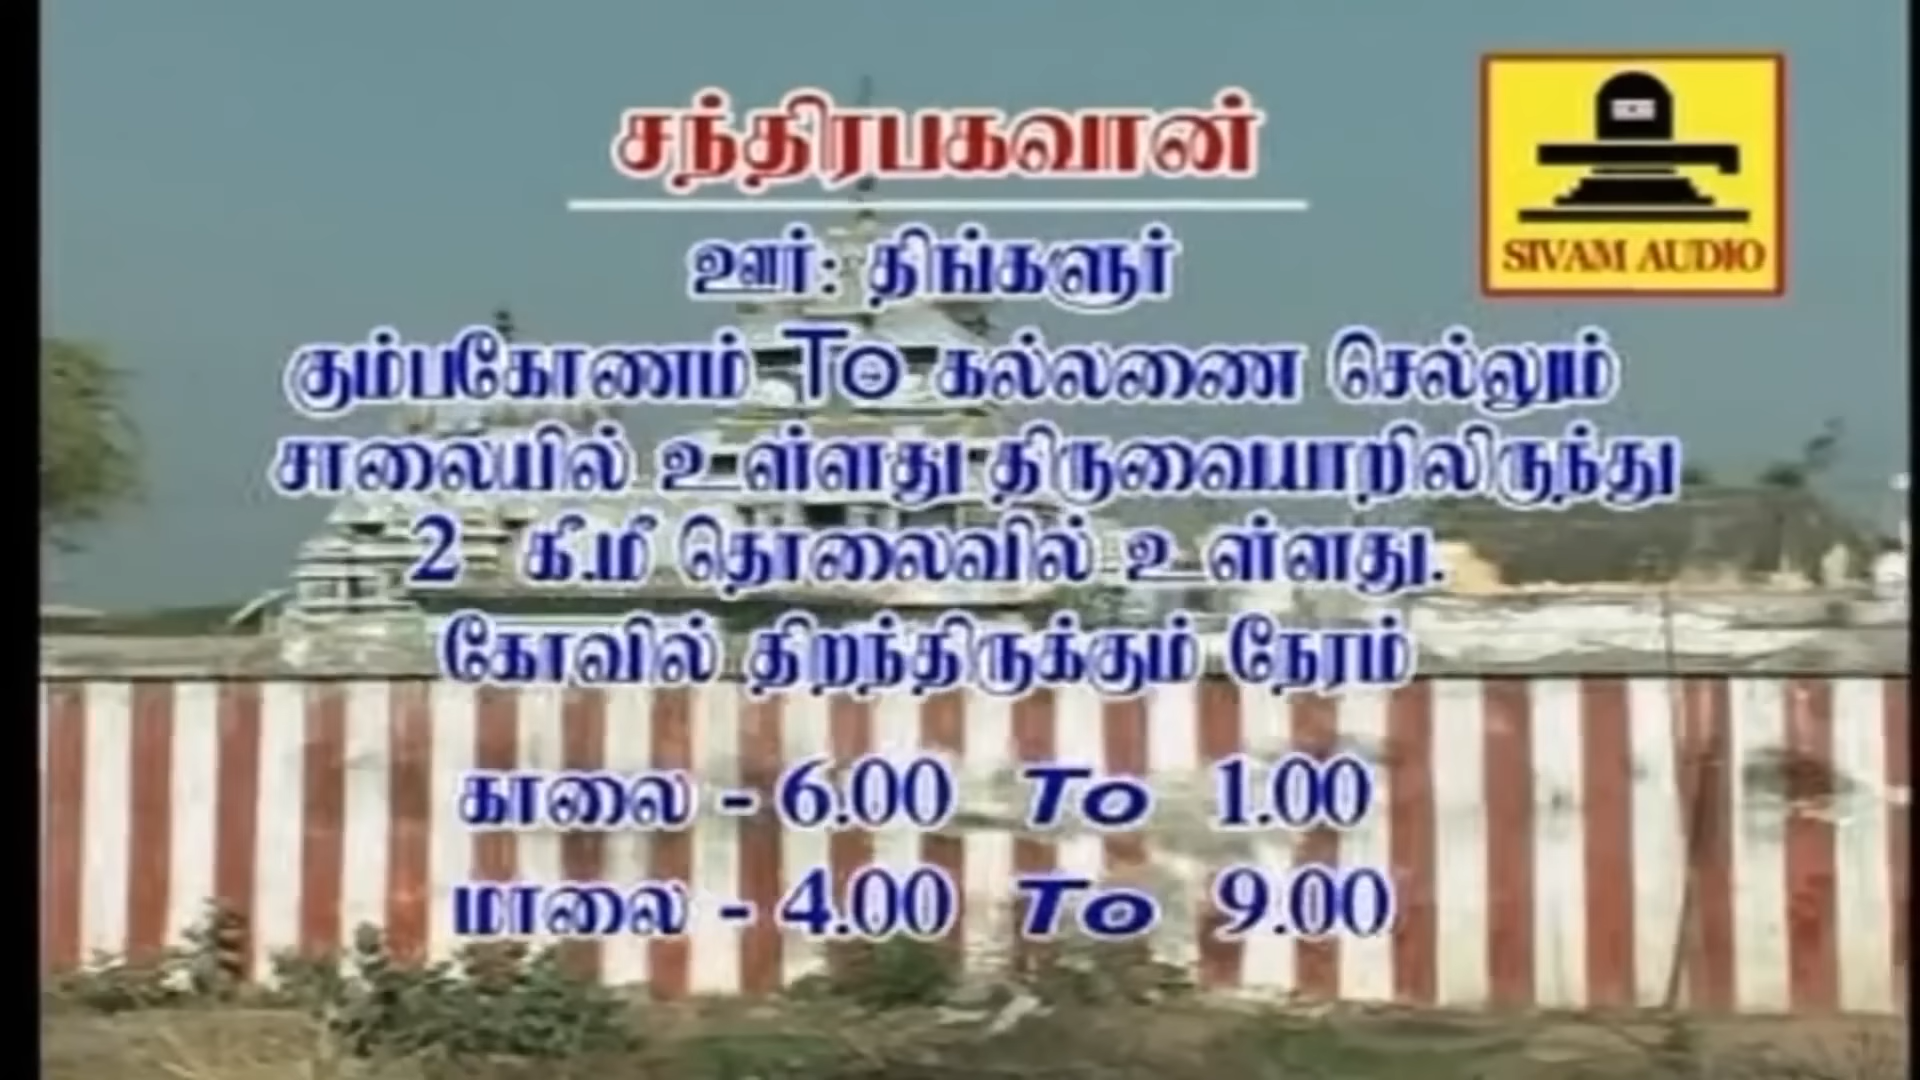 சந்திரபகவான்
SIVAM AUDIO
ஊர்: திங்களுர்
கும்பகோணம் To கல்லணை செல்லும்
சாலையில் உள்ளது திருவையாறிலிருந்து
2 கீ.மீ தொலைவில் உள்ளது.
கோவில் திறந்திருக்கும் நேரம்
காலை - 6.00 To 1.00
மாலை - 4.00 To 9.00